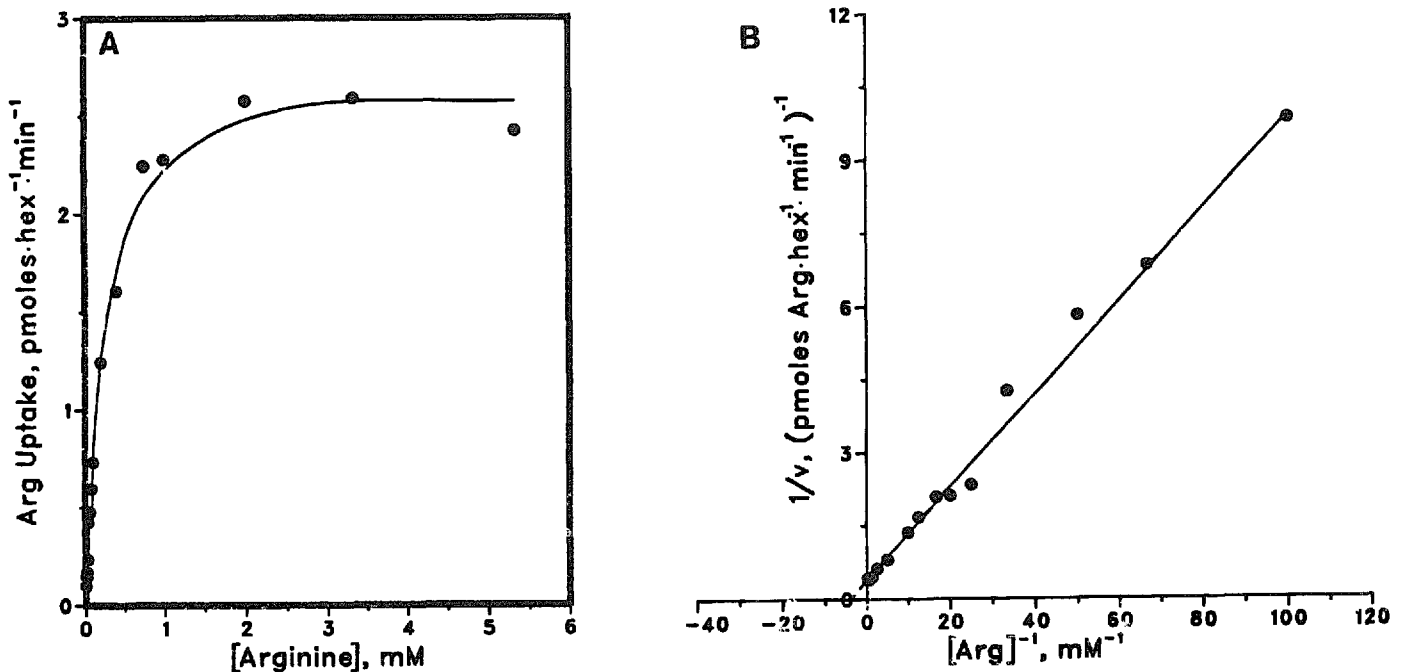 A
Arg Uptake, pmoles·hex⁻¹·min⁻¹
3
2
1
0
0 1 2 3 4 5 6
[Arginine], mM
B
1/v, (pmoles Arg·hex⁻¹·min⁻¹)⁻¹
12
9
6
3
0
-40 -20 0 20 40 60 80 100 120
[Arg]⁻¹, mM⁻¹